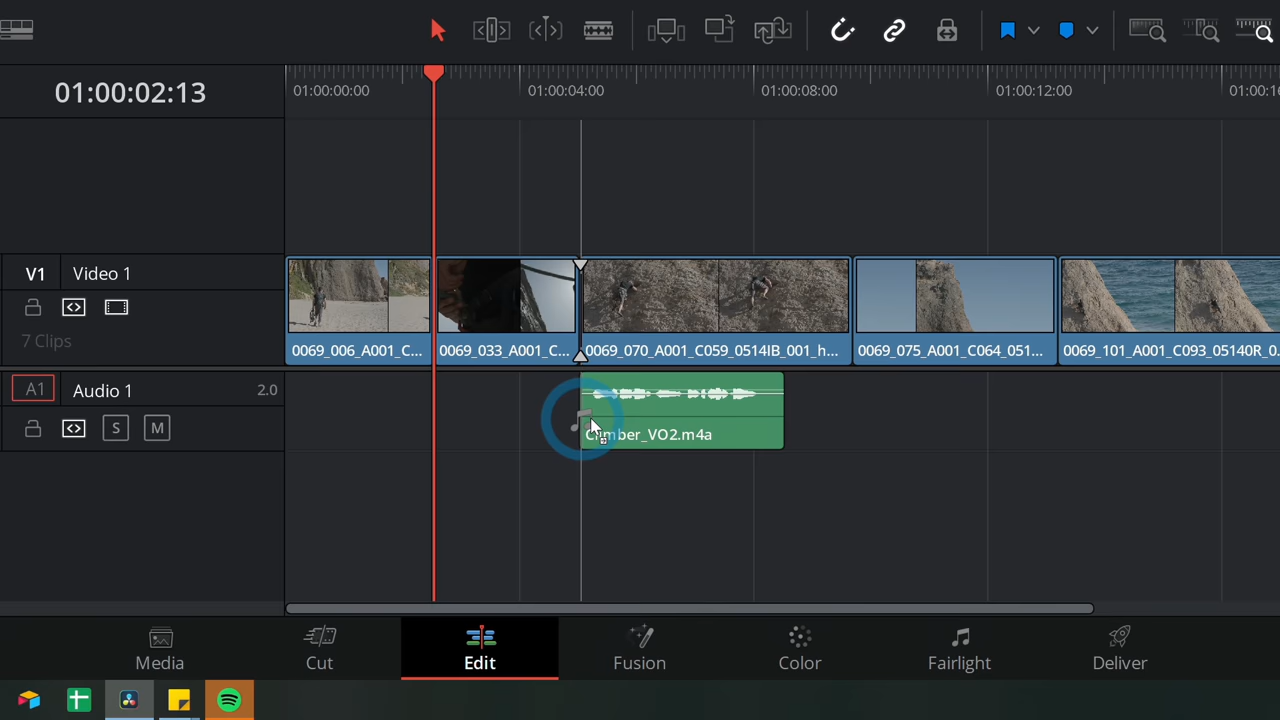 01:00:02:13
01:00:00:00
01:00:04:00
01:00:08:00
01:00:12:00
01:00:16
V1
Video 1
7 Clips
0069_006_A001_C...
0069_033_A001_C...
0069_070_A001_C059_0514IB_001_h...
0069_075_A001_C064_051...
0069_101_A001_C093_05140R_0
A1
Audio 1
2.0
S
M
Climber_VO2.m4a
Media
Cut
Edit
Fusion
Color
Fairlight
Deliver